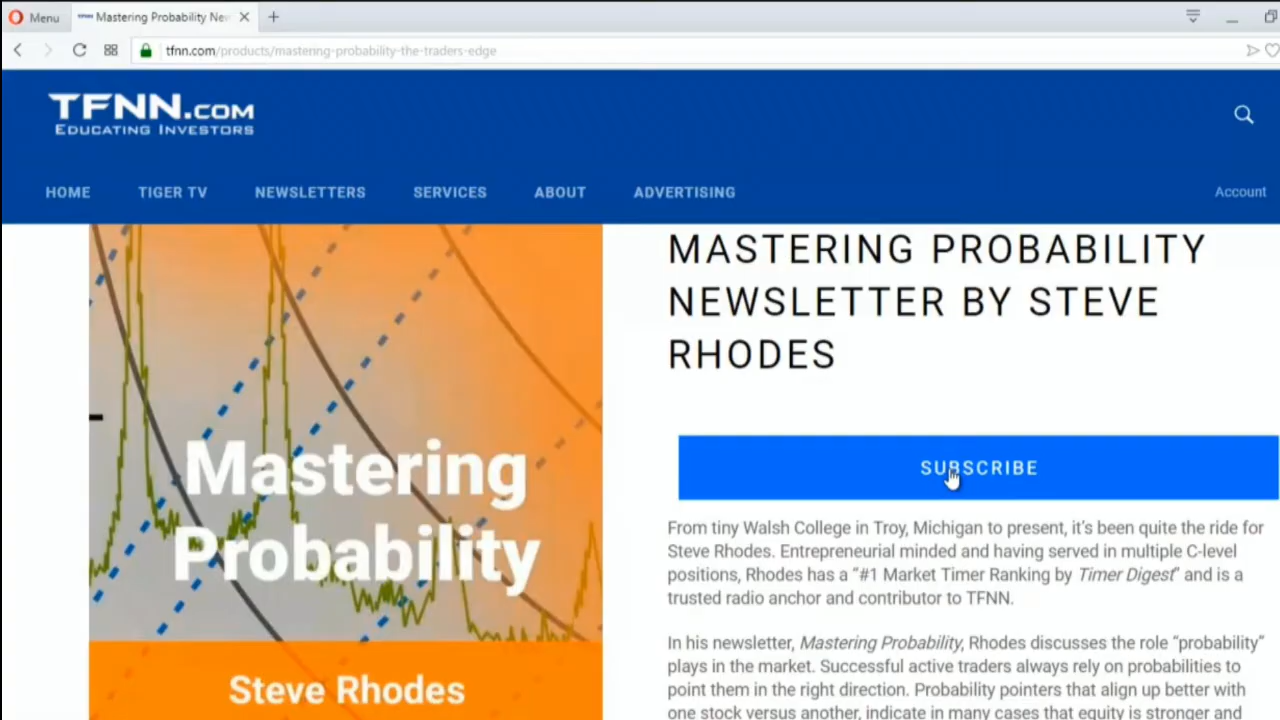 Menu
Mastering Probability New
tfnn.com/products/mastering-probability-the-traders-edge
TFNN.COM
EDUCATING INVESTORS
HOME TIGER TV NEWSLETTERS SERVICES ABOUT ADVERTISING Account
Mastering
Probability
Steve Rhodes
MASTERING PROBABILITY
NEWSLETTER BY STEVE
RHODES
SUBSCRIBE
From tiny Walsh College in Troy, Michigan to present, it's been quite the ride for
Steve Rhodes. Entrepreneurial minded and having served in multiple C-level
positions, Rhodes has a “#1 Market Timer Ranking by Timer Digest” and is a
trusted radio anchor and contributor to TFNN.
In his newsletter, Mastering Probability, Rhodes discusses the role “probability”
plays in the market. Successful active traders always rely on probabilities to
point them in the right direction. Probability pointers that align up better with
one stock versus another, indicate in many cases that equity is stronger and